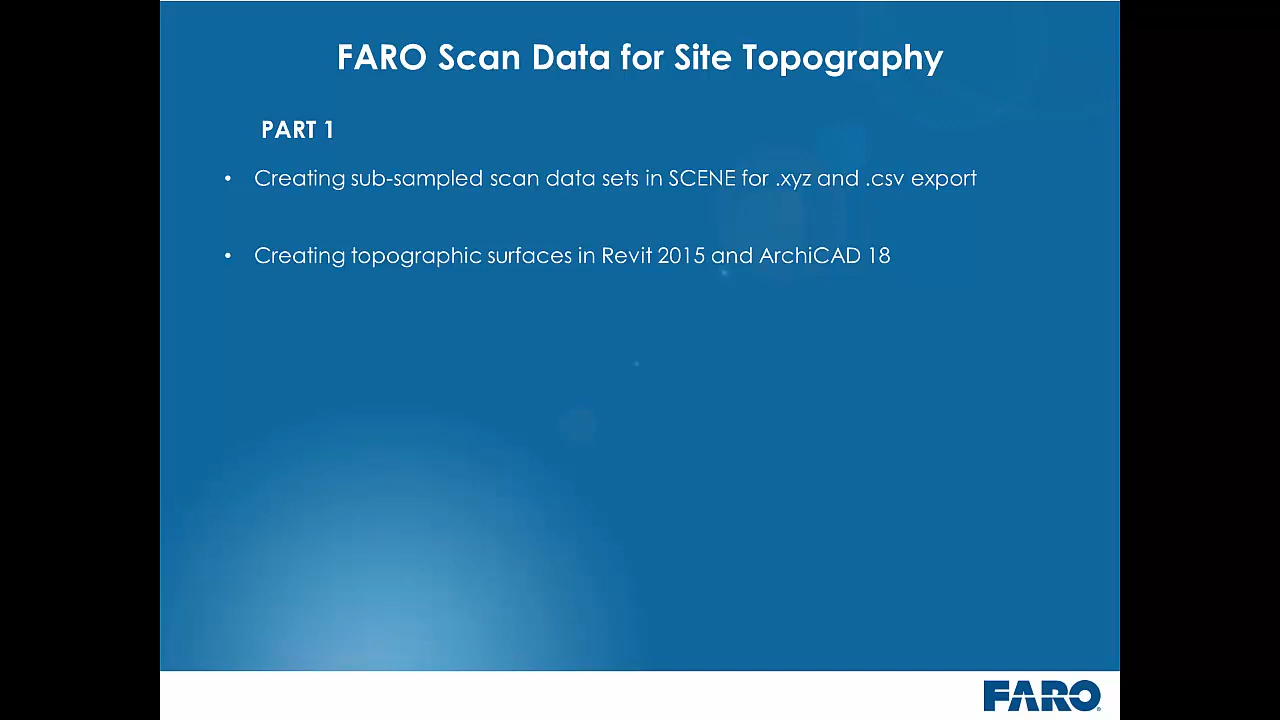 FARO Scan Data for Site Topography
PART 1
• Creating sub-sampled scan data sets in SCENE for .xyz and .csv export
• Creating topographic surfaces in Revit 2015 and ArchiCAD 18
FARO®